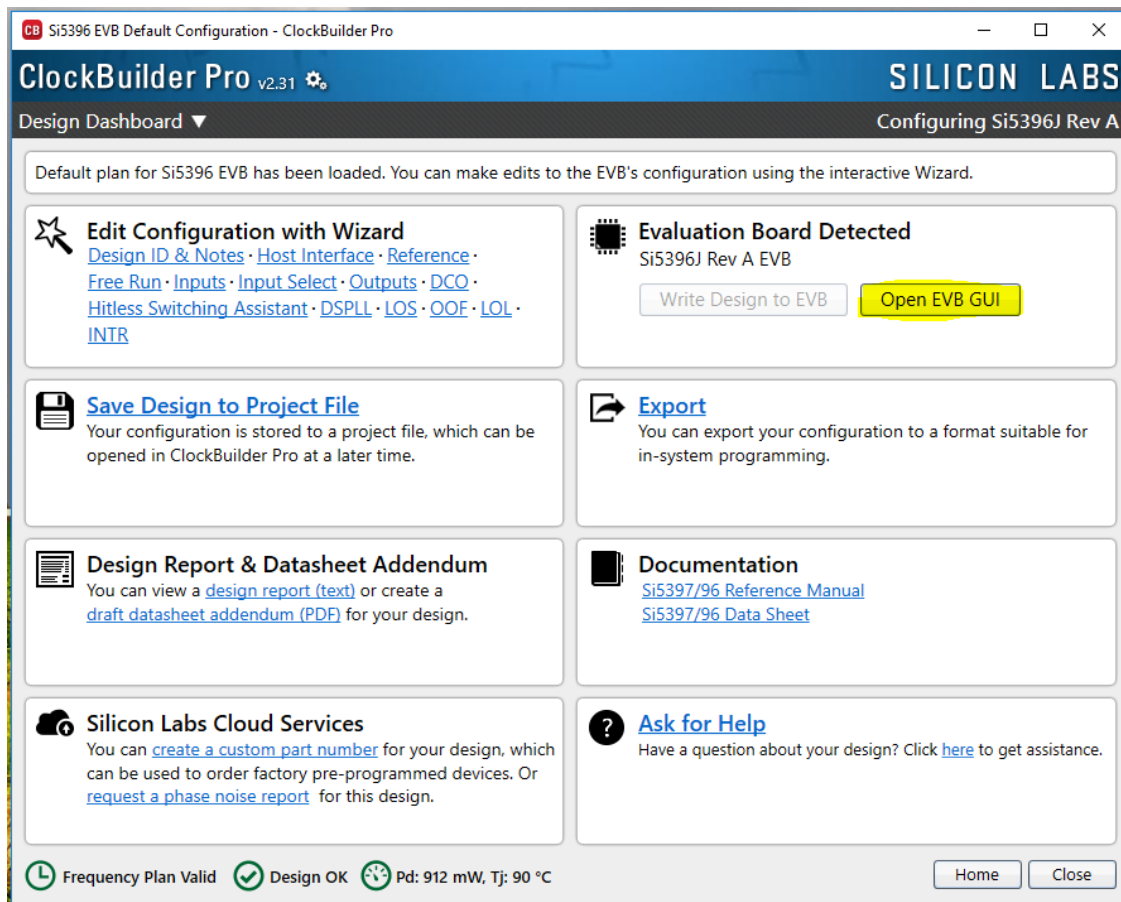 CB Si5396 EVB Default Configuration - ClockBuilder Pro
ClockBuilder Pro v2.31
SILICON LABS
Design Dashboard ▼
Configuring Si5396J Rev A
Default plan for Si5396 EVB has been loaded. You can make edits to the EVB's configuration using the interactive Wizard.
Edit Configuration with Wizard
Design ID & Notes · Host Interface · Reference ·
Free Run · Inputs · Input Select · Outputs · DCO ·
Hitless Switching Assistant · DSPLL · LOS · OOF · LOL ·
INTR
Evaluation Board Detected
Si5396J Rev A EVB
Write Design to EVB
Open EVB GUI
Save Design to Project File
Your configuration is stored to a project file, which can be
opened in ClockBuilder Pro at a later time.
Export
You can export your configuration to a format suitable for
in-system programming.
Design Report & Datasheet Addendum
You can view a design report (text) or create a
draft datasheet addendum (PDF) for your design.
Documentation
Si5397/96 Reference Manual
Si5397/96 Data Sheet
Silicon Labs Cloud Services
You can create a custom part number for your design, which
can be used to order factory pre-programmed devices. Or
request a phase noise report for this design.
Ask for Help
Have a question about your design? Click here to get assistance.
Frequency Plan Valid
Design OK
Pd: 912 mW, Tj: 90 °C
Home
Close